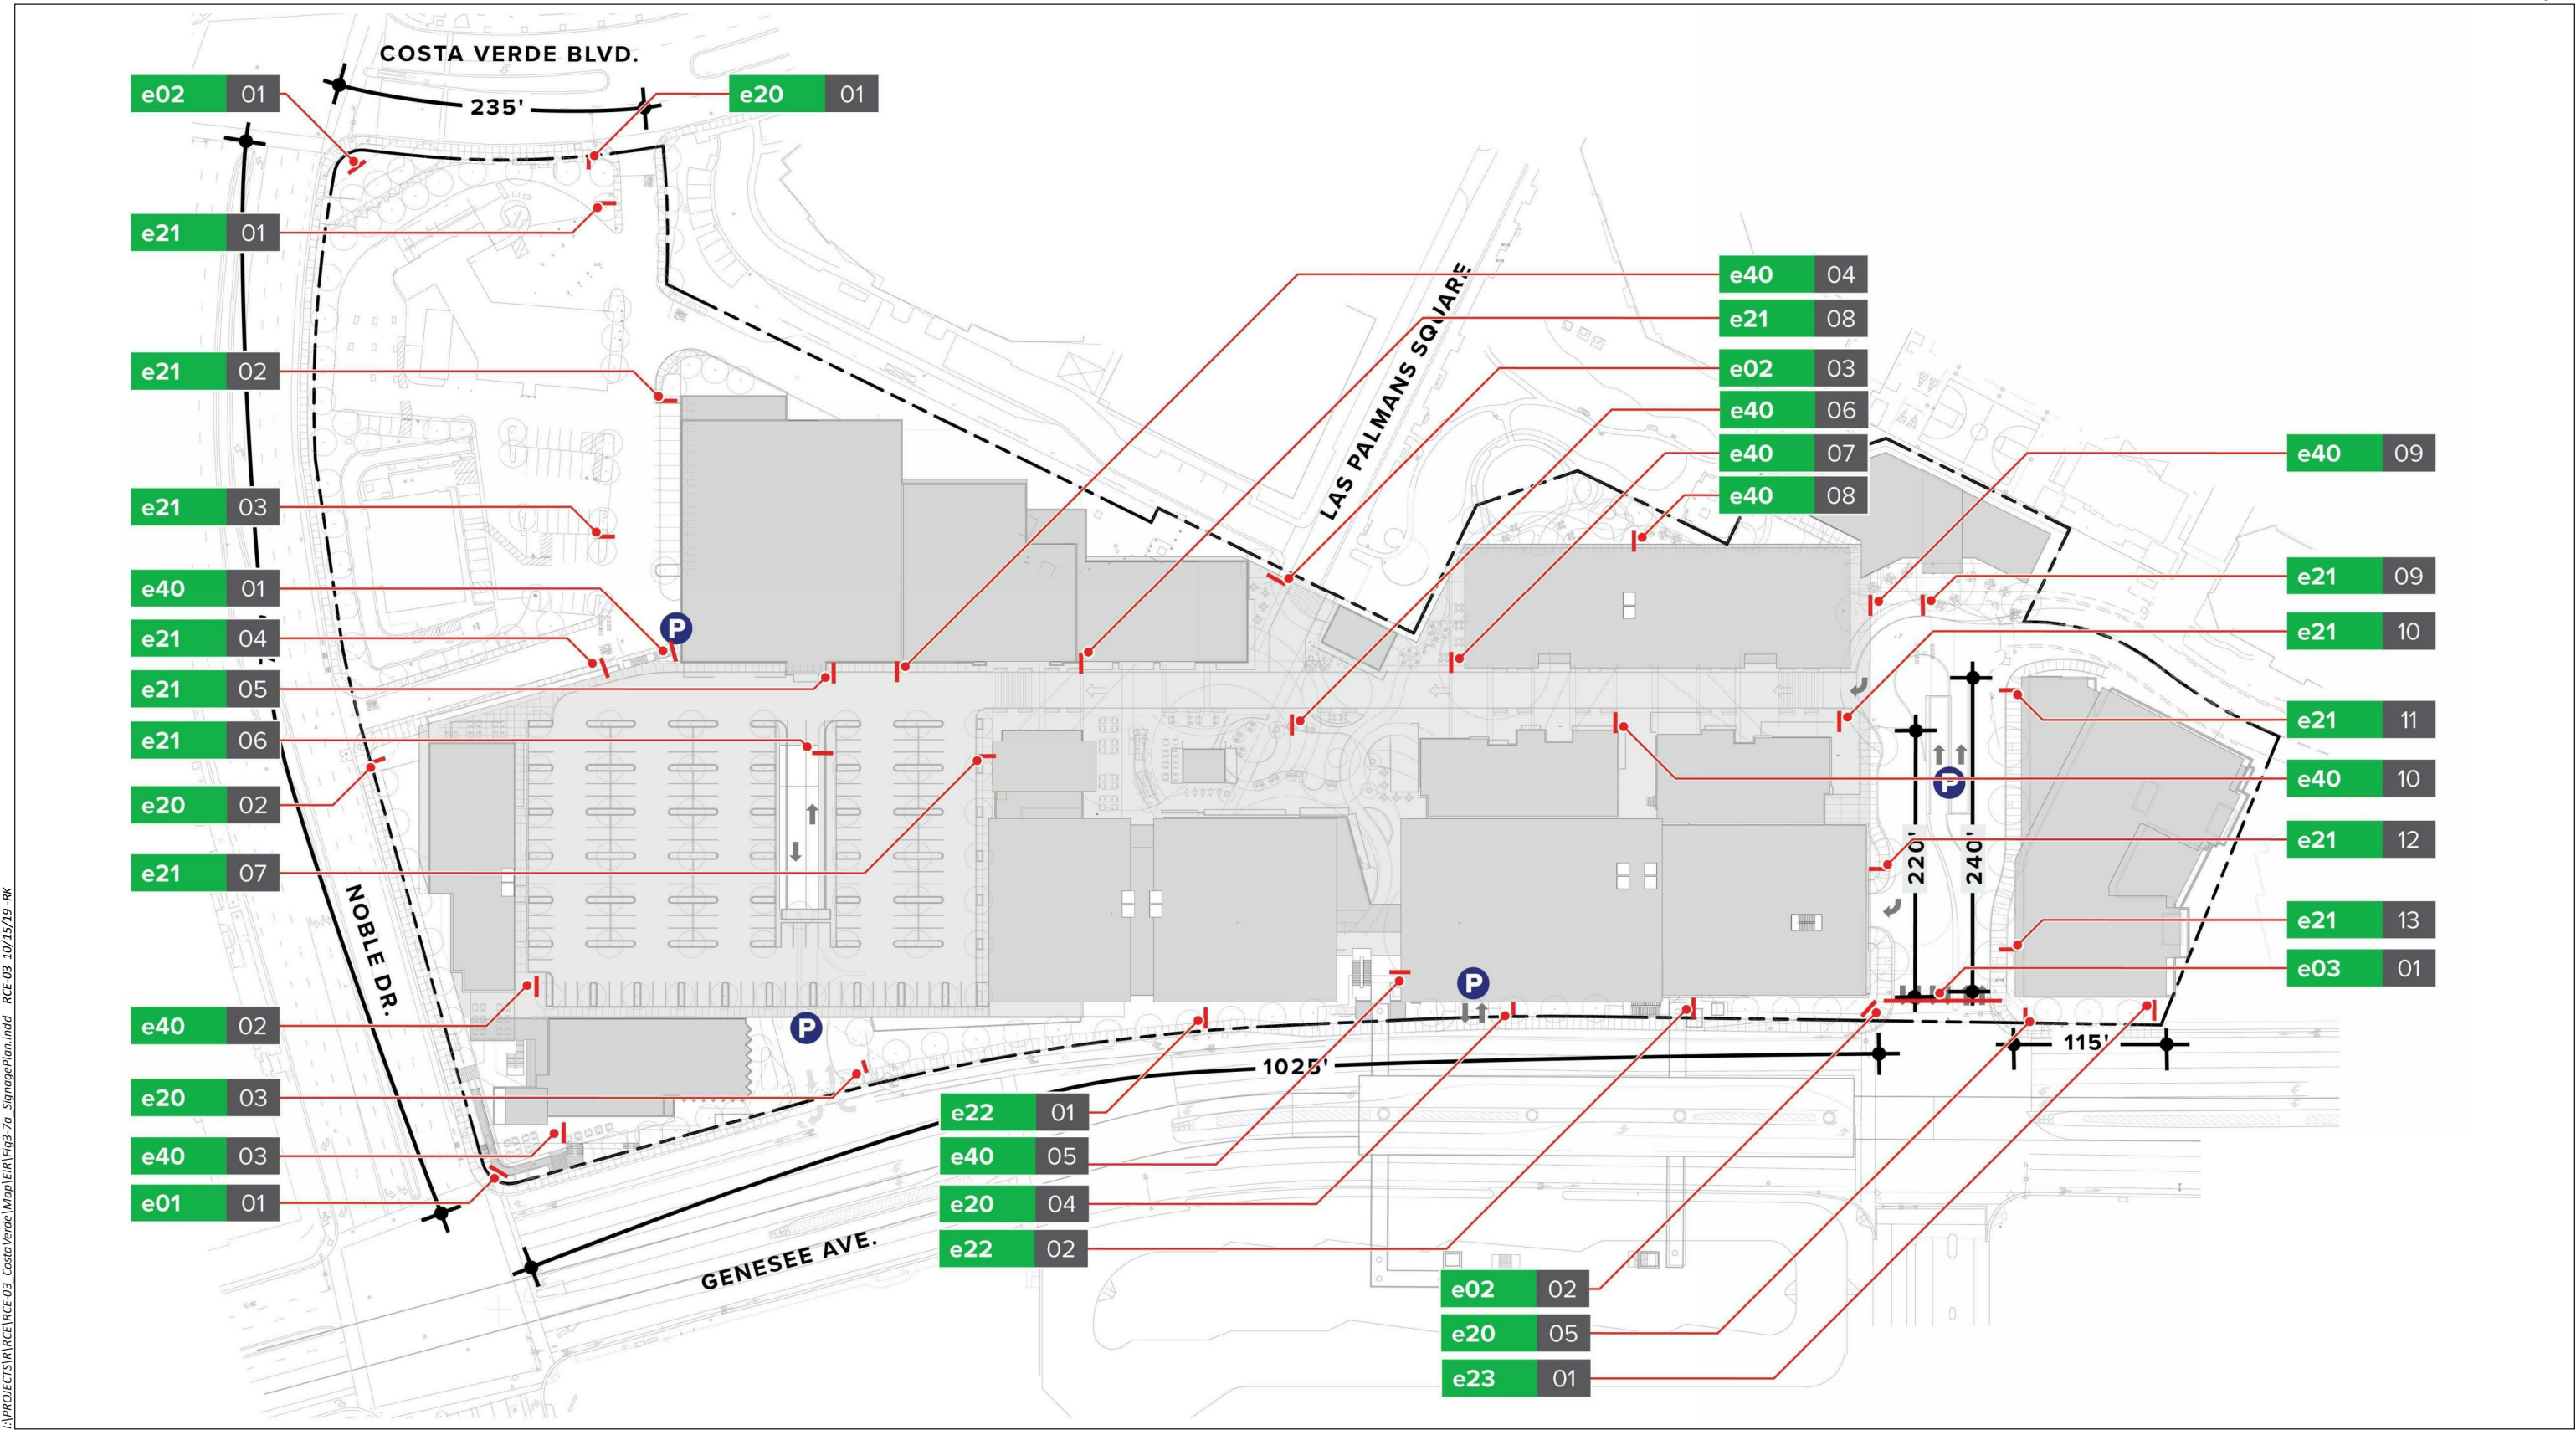 COSTA VERDE BLVD.
235'
e02 01
e20 01
e21 01
e21 02
e21 03
e40 01
e21 04
e21 05
e21 06
e20 02
e21 07
e40 02
e20 03
e40 03
e01 01
NOBLE DR.
LAS PALMANS SQUARE
e40 04
e21 08
e02 03
e40 06
e40 07
e40 08
e40 09
e21 09
e21 10
e21 11
e40 10
e21 12
e21 13
e03 01
P
P
P
P
220'
240'
115'
1025'
GENESEE AVE.
e22 01
e40 05
e20 04
e22 02
e02 02
e20 05
e23 01
I:\PROJECTS\R\RCE\RCE-03_CostaVerde\Map\EIR\Fig3-7a_SignagePlan.indd RCE-03 10/15/19 -RK